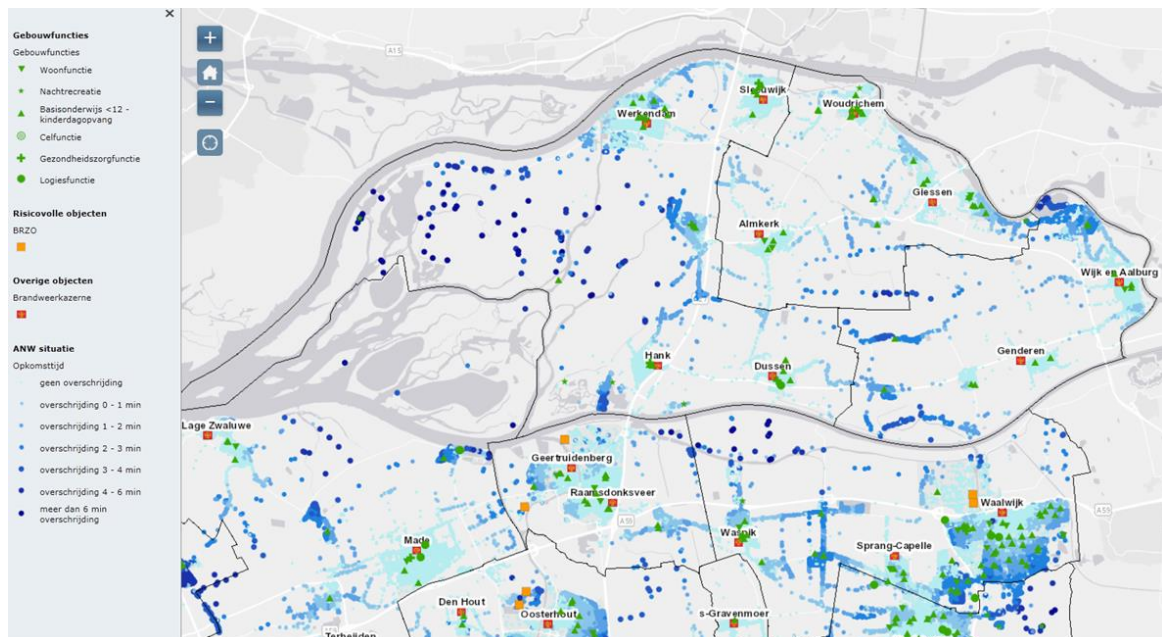 ×
Gebouwfuncties
Gebouwfuncties
Woonfunctie
Nachtrecreatie
Basisonderwijs <12 -
kinderdagopvang
Celfunctie
Gezondheidszorgfunctie
Logiesfunctie
Risicovolle objecten
BRZO
Overige objecten
Brandweerkazerne
ANW situatie
Opkomsttijd
geen overschrijding
overschrijding 0 - 1 min
overschrijding 1 - 2 min
overschrijding 2 - 3 min
overschrijding 3 - 4 min
overschrijding 4 - 6 min
meer dan 6 min
overschrijding
+
−
A15
Sleeuwijk
Werkendam
Woudrichem
Giessen
Almkerk
Wijk en Aalburg
Hank
Dussen
Genderen
Lage Zwaluwe
Geertruidenberg
Raamsdonksveer
Waalwijk
A59
A59
Made
Waspik
Sprang-Capelle
Den Hout
Oosterhout
s-Gravenmoer
Terheijden